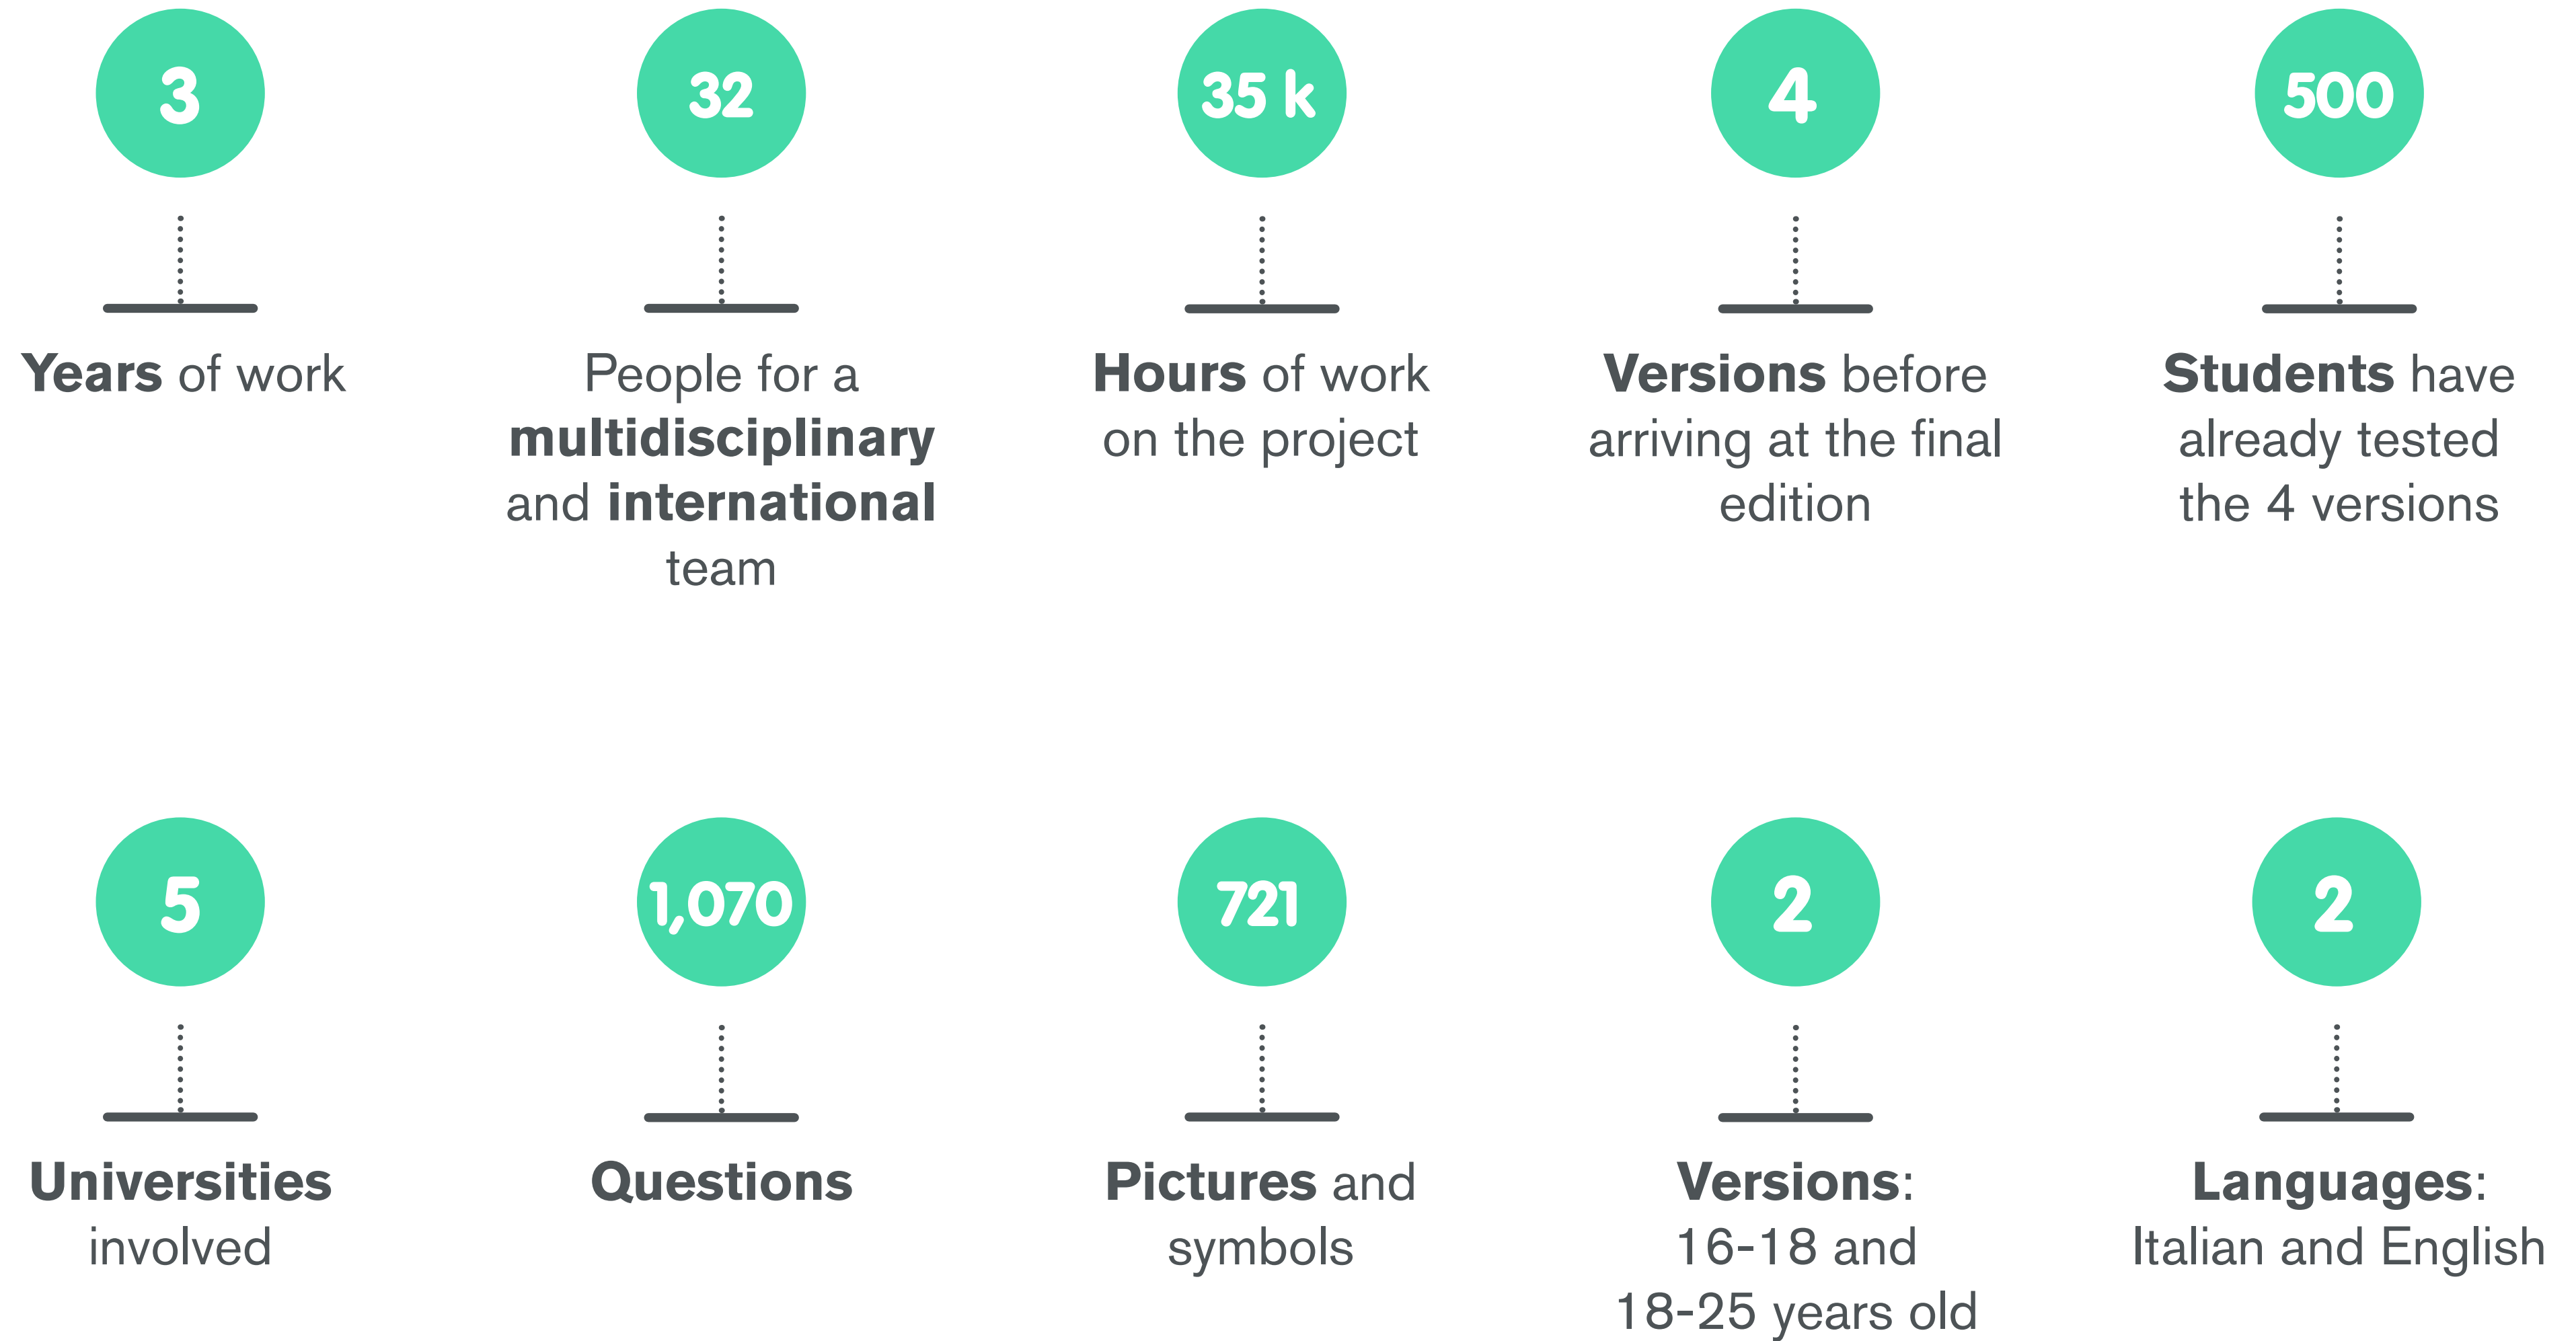 3
Years of work
32
People for a
multidisciplinary
and international
team
35 k
Hours of work
on the project
4
Versions before
arriving at the final
edition
500
Students have
already tested
the 4 versions
5
Universities
involved
1,070
Questions
721
Pictures and
symbols
2
Versions:
16-18 and
18-25 years old
2
Languages:
Italian and English